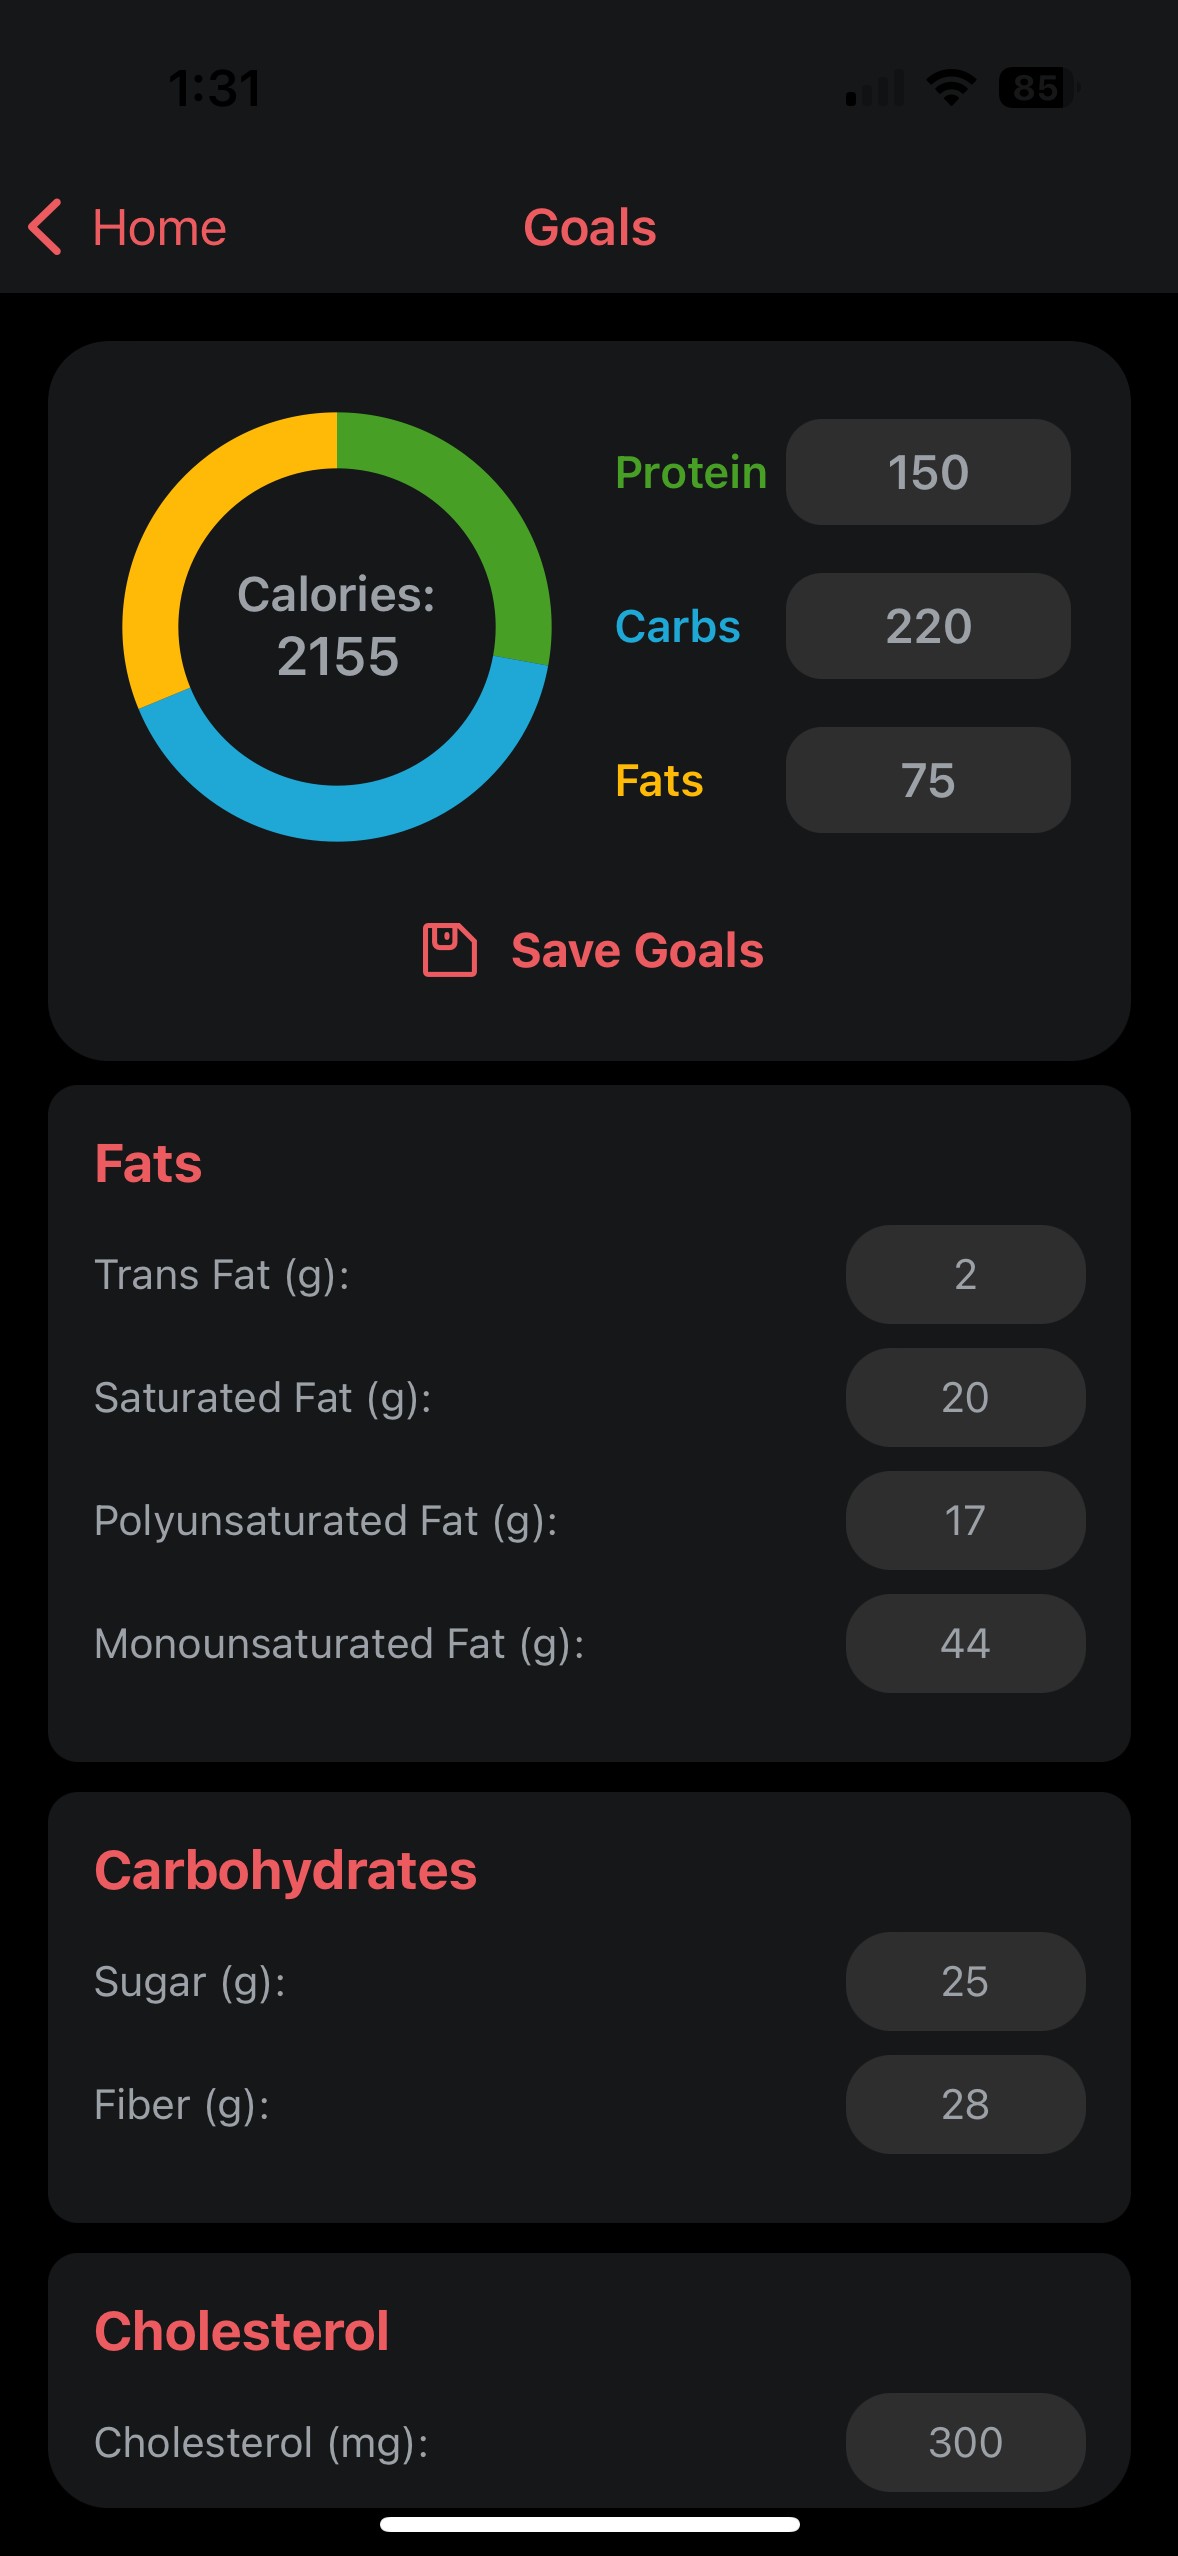 1:31
85
Home
Goals
Calories:
2155
Protein 150
Carbs 220
Fats 75
Save Goals
Fats
Trans Fat (g): 2
Saturated Fat (g): 20
Polyunsaturated Fat (g): 17
Monounsaturated Fat (g): 44
Carbohydrates
Sugar (g): 25
Fiber (g): 28
Cholesterol
Cholesterol (mg): 300